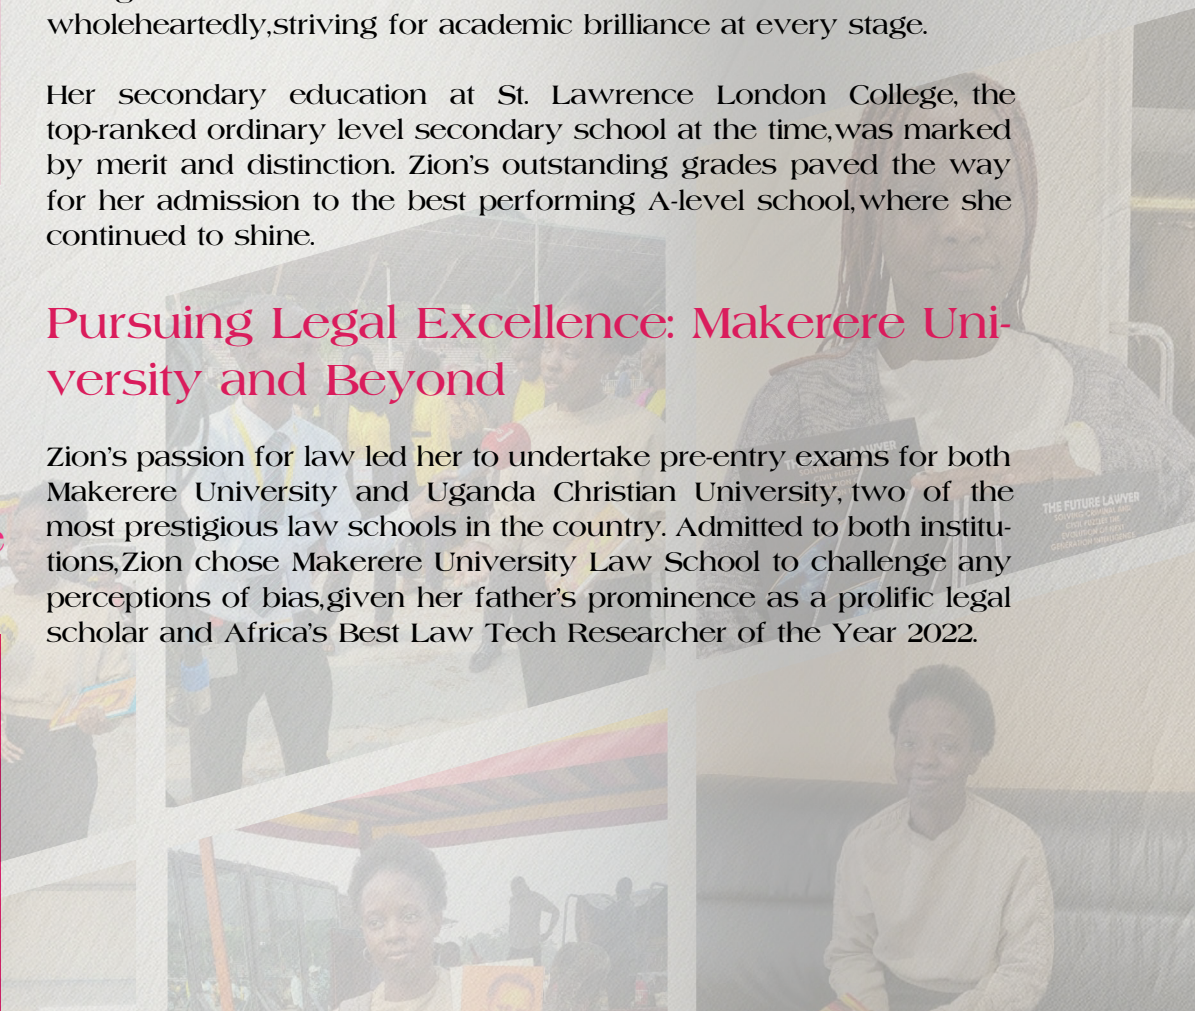 wholeheartedly,striving for academic brilliance at every stage.
Her secondary education at St. Lawrence London College, the
top-ranked ordinary level secondary school at the time,was marked
by merit and distinction. Zion's outstanding grades paved the way
for her admission to the best performing A-level school,where she
continued to shine.
Pursuing Legal Excellence: Makerere Uni-
versity and Beyond
Zion's passion for law led her to undertake pre-entry exams for both
Makerere University and Uganda Christian University, two of the
most prestigious law schools in the country. Admitted to both institu-
tions,Zion chose Makerere University Law School to challenge any
perceptions of bias,given her father's prominence as a prolific legal
scholar and Africa's Best Law Tech Researcher of the Year 2022.
THE FUTURE LAWYER